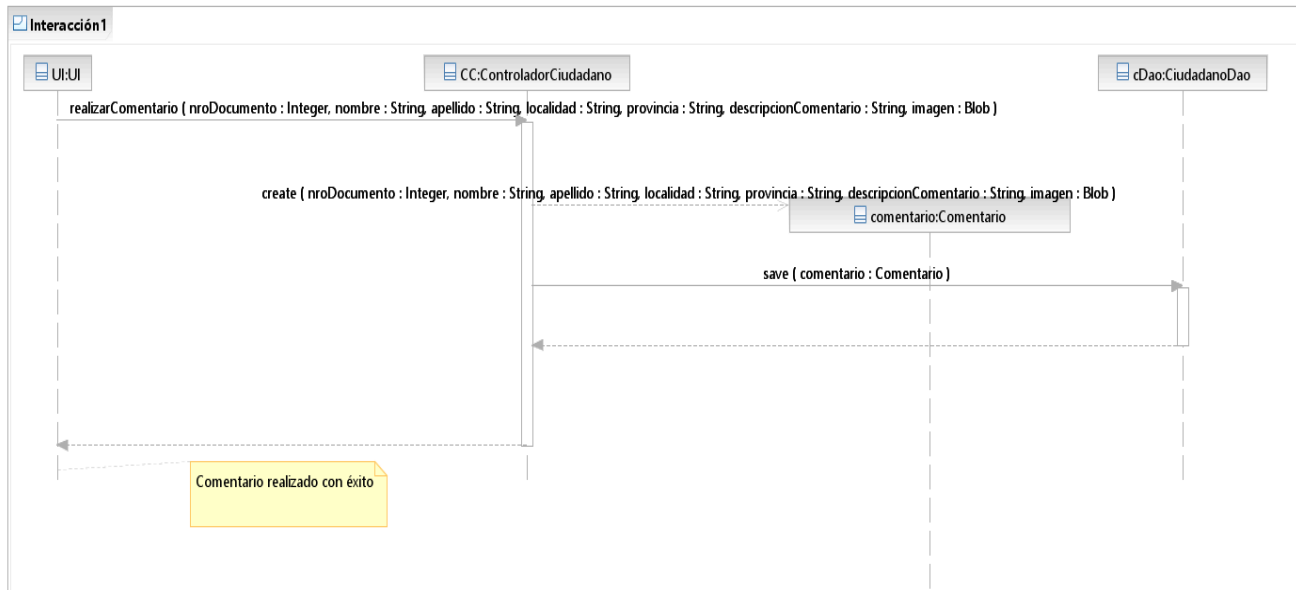 Interacción1
UI:UI
CC:ControladorCiudadano
cDao:CiudadanoDao
realizarComentario ( nroDocumento : Integer, nombre : String, apellido : String, localidad : String, provincia : String, descripcionComentario : String, imagen : Blob )
create ( nroDocumento : Integer, nombre : String, apellido : String, localidad : String, provincia : String, descripcionComentario : String, imagen : Blob )
comentario:Comentario
save ( comentario : Comentario )
Comentario realizado con éxito